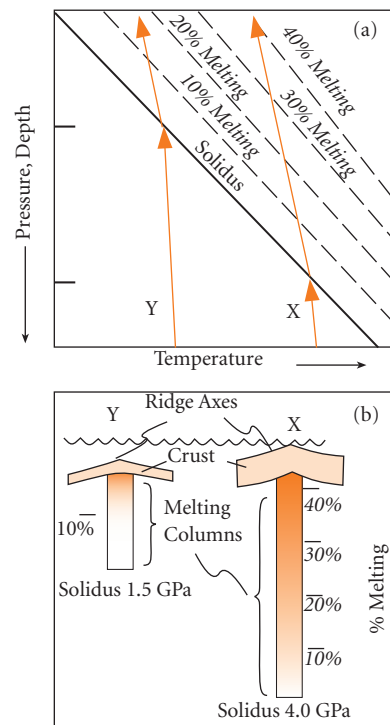 (a)
20% Melting
40% Melting
10% Melting
30% Melting
Solidus
Pressure, Depth
Y
X
Temperature
(b)
Y
Ridge Axes
X
Crust
10%
Melting
Columns
40%
30%
20%
10%
% Melting
Solidus 1.5 GPa
Solidus 4.0 GPa